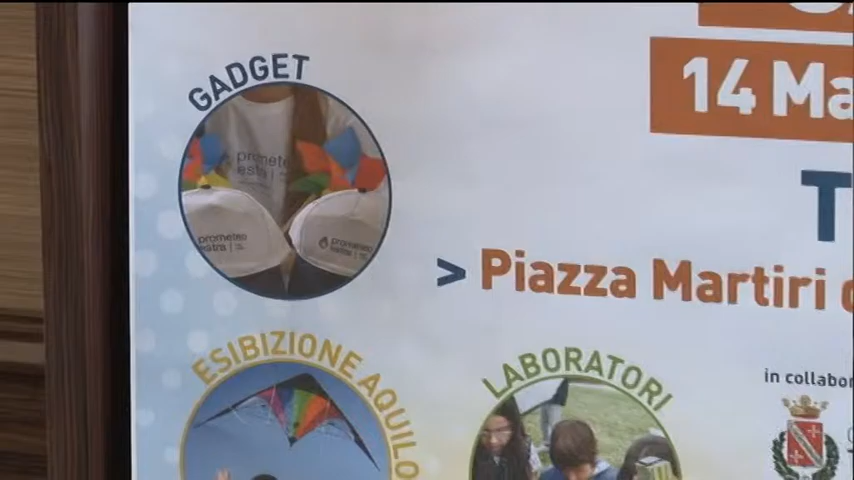 GADGET
14 Ma
T
prometeo
estra
prometeo
estra
prometeo
estra
> Piazza Martiri
ESIBIZIONE AQUILO
LABORATORI
in collabor